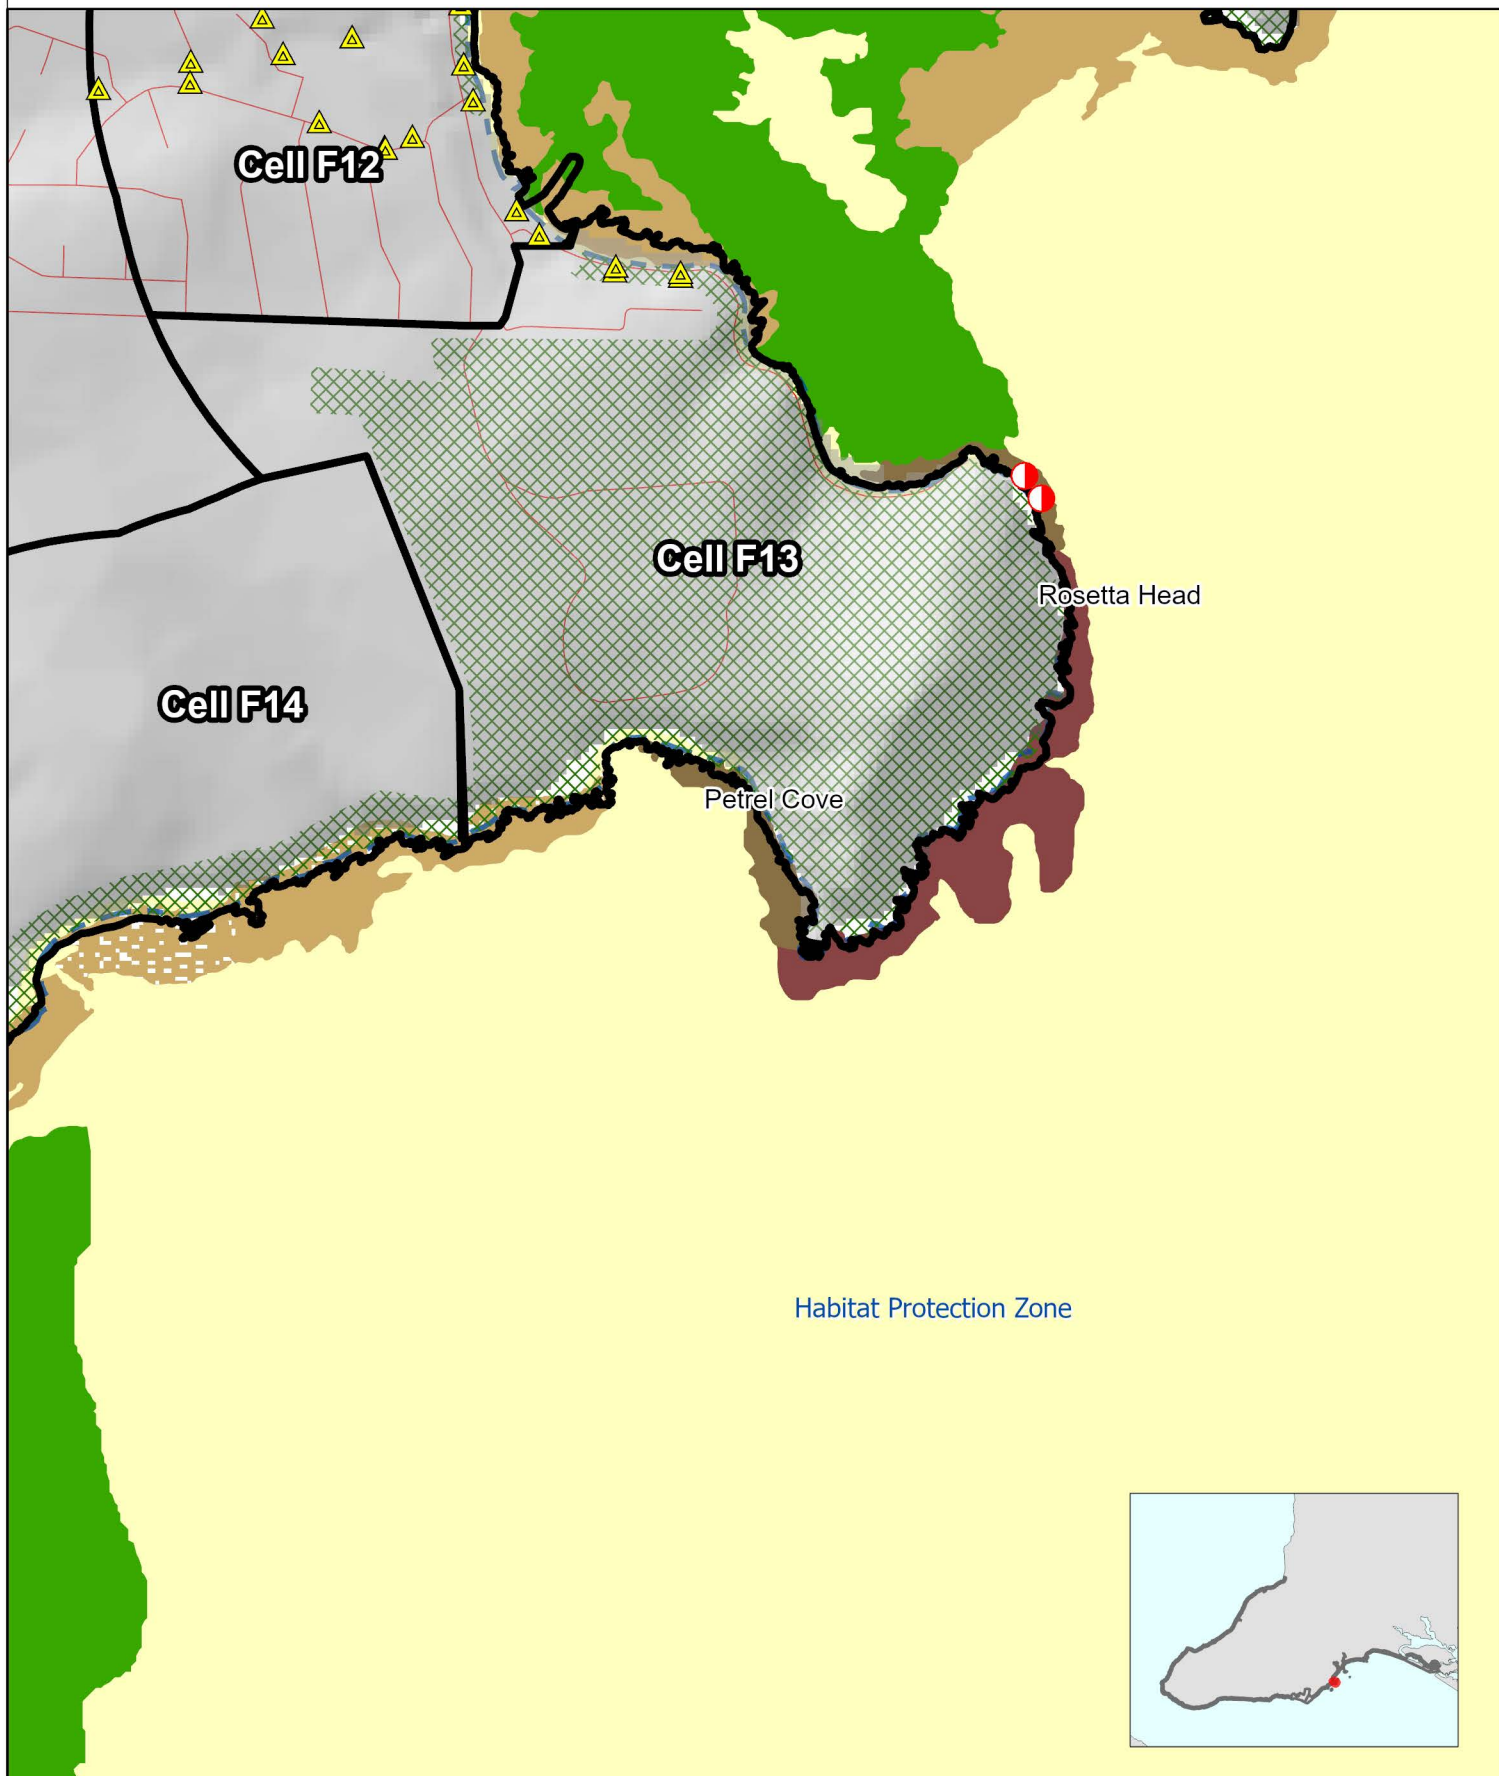 Cell F12
Cell F13
Rosetta Head
Cell F14
Petrel Cove
Habitat Protection Zone